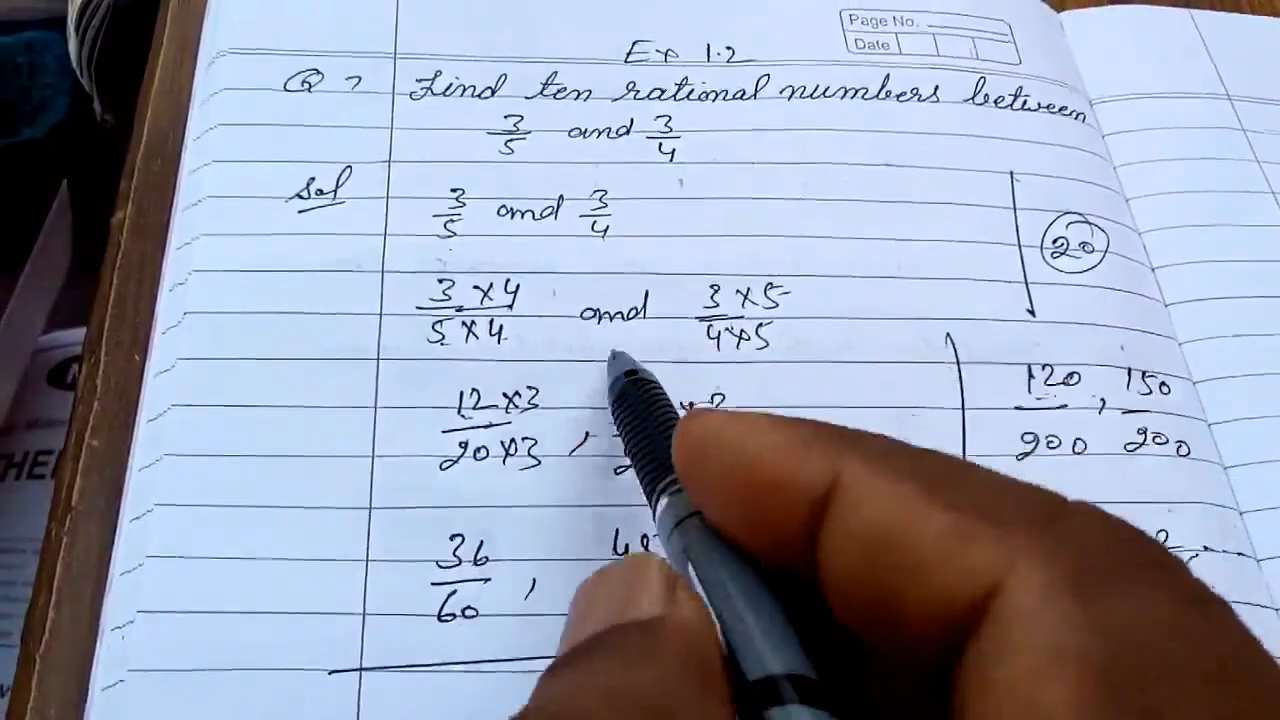 Page No.
Date
Ex 1.2
Q 7 Find ten rational numbers between
3/5 and 3/4
Sol 3/5 and 3/4
20
3 × 4 / 5 × 4 and 3 × 5 / 4 × 5
12 × 3 / 20 × 3 ,
120 / 200 , 150 / 200
36 / 60 ,